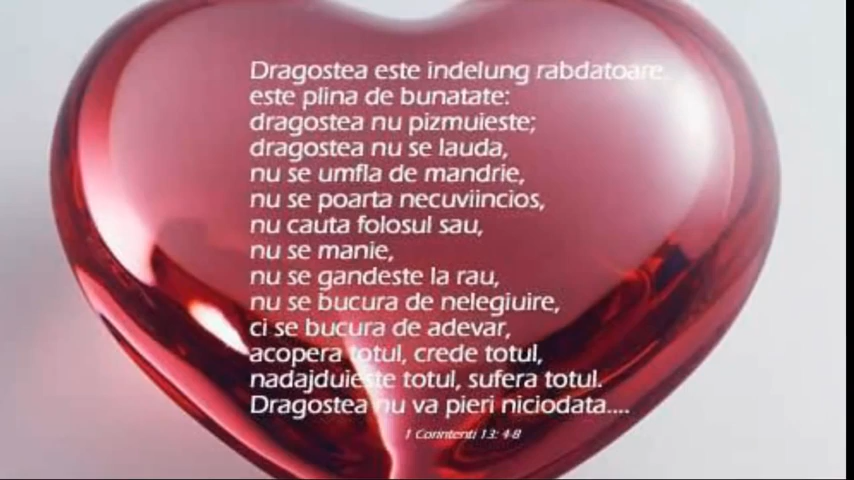 Dragostea este indelung rabdatoare,
este plina de bunatate:
dragostea nu pizmuieste;
dragostea nu se lauda,
nu se umfla de mandrie,
nu se poarta necuviincios,
nu cauta folosul sau,
nu se manie,
nu se gandeste la rau,
nu se bucura de nelegiuire,
ci se bucura de adevar,
acopera totul, crede totul,
nadajduieste totul, sufera totul.
Dragostea nu va pieri niciodata....
1 Corintenti 13: 4-8